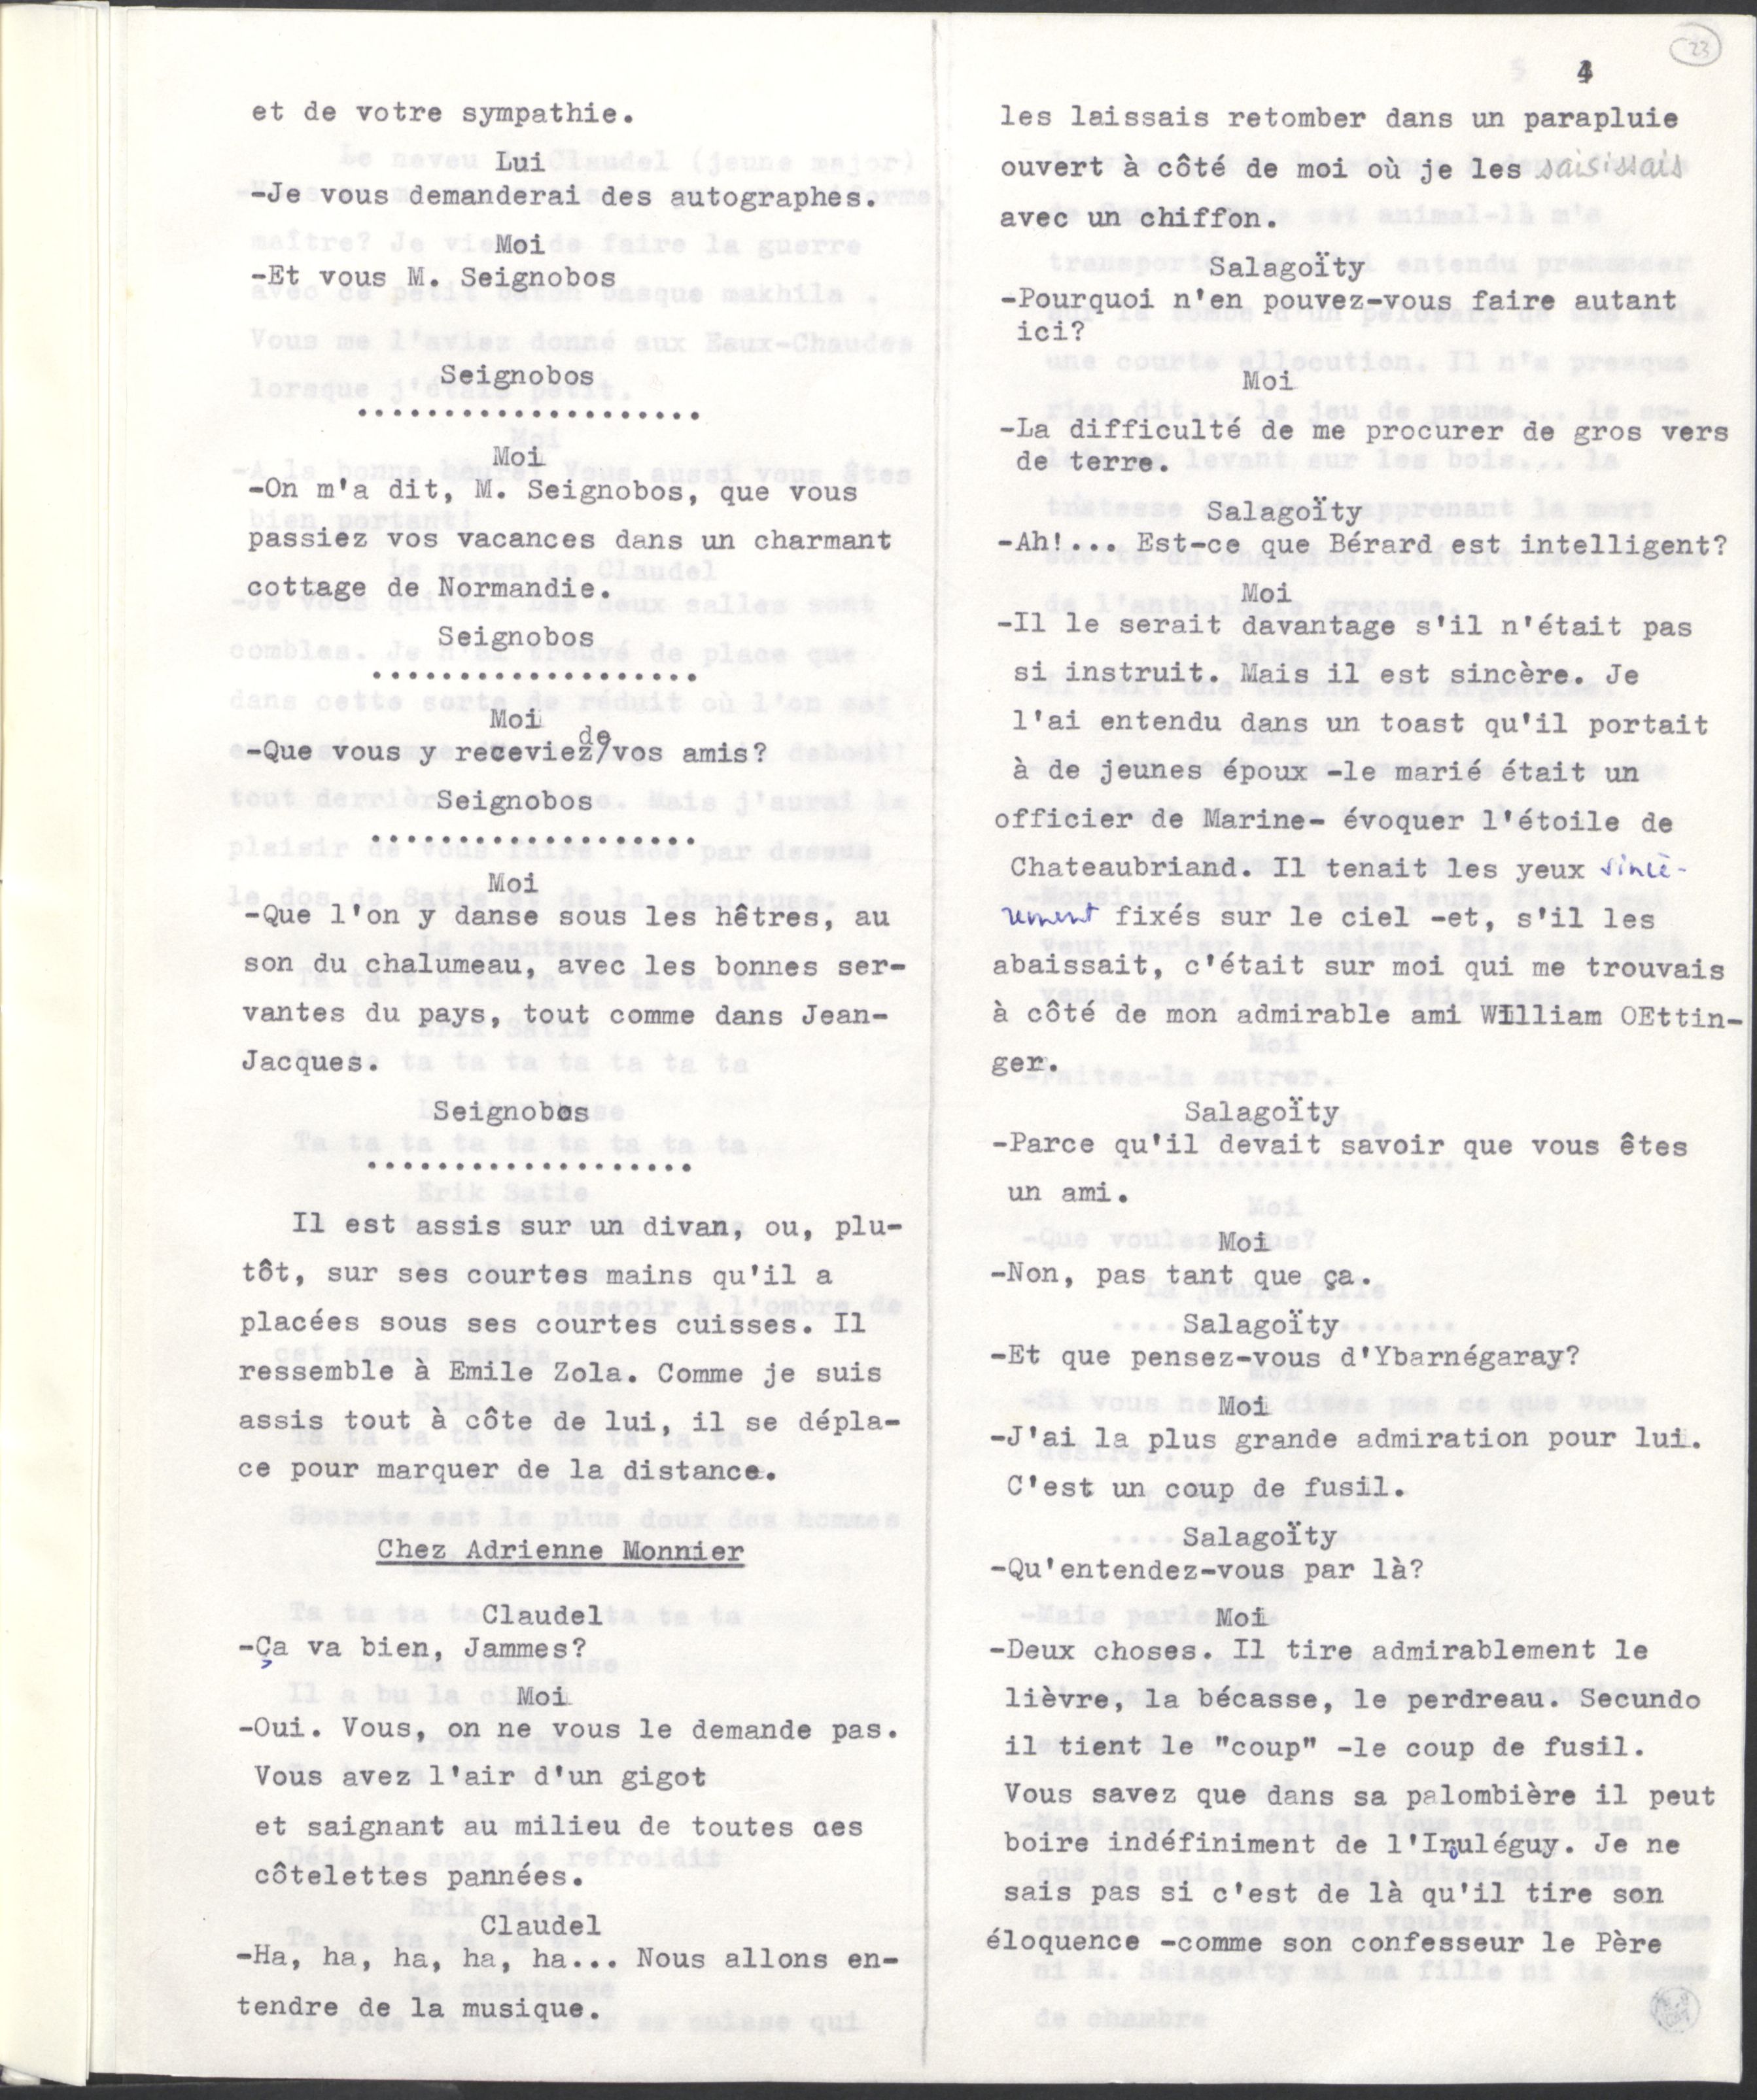 et de votre sympathie.
Lui
-Je vous demanderai des autographes.
Moi
-Et vous M. Seignobos
Seignobos
....................
Moi
-On m'a dit, M. Seignobos, que vous
passiez vos vacances dans un charmant
cottage de Normandie.
Seignobos
...................
Moi
-Que vous y receviez/de vos amis?
Seignobos
...................
Moi
-Que l'on y danse sous les hêtres, au
son du chalumeau, avec les bonnes ser-
vantes du pays, tout comme dans Jean-
Jacques.
Seignobos
...................
Il est assis sur un divan, ou, plu-
tôt, sur ses courtes mains qu'il a
placées sous ses courtes cuisses. Il
ressemble à Emile Zola. Comme je suis
assis tout à côte de lui, il se dépla-
ce pour marquer de la distance.
Chez Adrienne Monnier
Claudel
-Ça va bien, Jammes?
Moi
-Oui. Vous, on ne vous le demande pas.
Vous avez l'air d'un gigot
et saignant au milieu de toutes ces
côtelettes pannées.
Claudel
-Ha, ha, ha, ha, ha... Nous allons en-
tendre de la musique.
23
4
les laissais retomber dans un parapluie
ouvert à côté de moi où je les saisissais
avec un chiffon.
Salagoïty
-Pourquoi n'en pouvez-vous faire autant
ici?
Moi
-La difficulté de me procurer de gros vers
de terre.
Salagoïty
-Ah!... Est-ce que Bérard est intelligent?
Moi
-Il le serait davantage s'il n'était pas
si instruit. Mais il est sincère. Je
l'ai entendu dans un toast qu'il portait
à de jeunes époux -le marié était un
officier de Marine- évoquer l'étoile de
Chateaubriand. Il tenait les yeux sincè-
rement fixés sur le ciel -et, s'il les
abaissait, c'était sur moi qui me trouvais
à côté de mon admirable ami William OEttin-
ger.
Salagoïty
-Parce qu'il devait savoir que vous êtes
un ami.
Moi
-Non, pas tant que ça.
Salagoïty
-Et que pensez-vous d'Ybarnégaray?
Moi
-J'ai la plus grande admiration pour lui.
C'est un coup de fusil.
Salagoïty
-Qu'entendez-vous par là?
Moi
-Deux choses. Il tire admirablement le
lièvre, la bécasse, le perdreau. Secundo
il tient le "coup" -le coup de fusil.
Vous savez que dans sa palombière il peut
boire indéfiniment de l'Iruléguy. Je ne
sais pas si c'est de là qu'il tire son
éloquence -comme son confesseur le Père